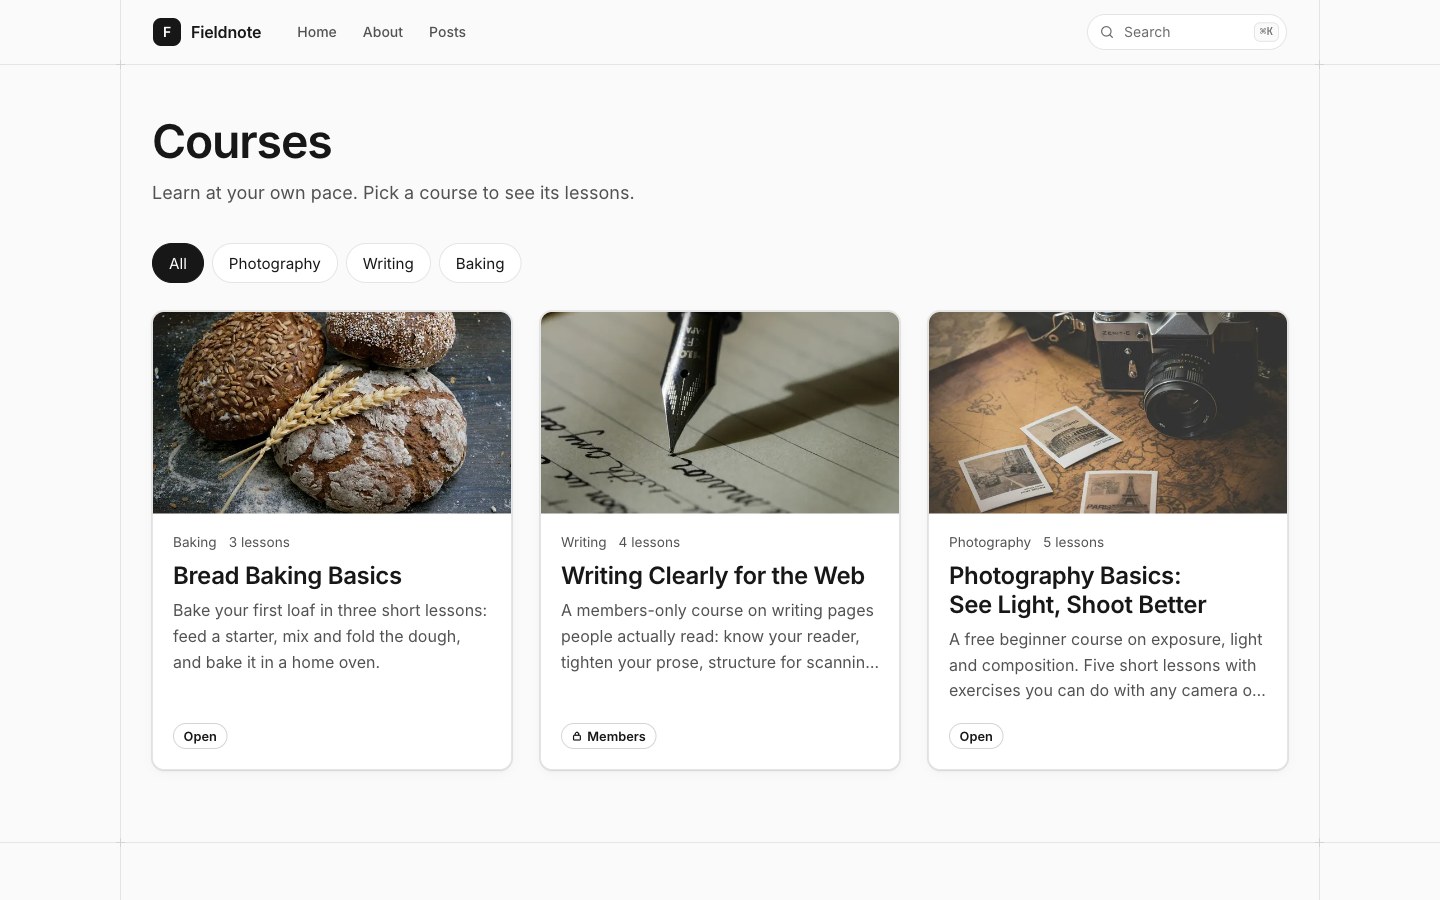 F Fieldnote Home About Posts Search ⌘K
Courses
Learn at your own pace. Pick a course to see its lessons.
All Photography Writing Baking
Baking 3 lessons
Bread Baking Basics
Bake your first loaf in three short lessons:
feed a starter, mix and fold the dough,
and bake it in a home oven.
Open
Writing 4 lessons
Writing Clearly for the Web
A members-only course on writing pages
people actually read: know your reader,
tighten your prose, structure for scannin...
Members
Photography 5 lessons
Photography Basics:
See Light, Shoot Better
A free beginner course on exposure, light
and composition. Five short lessons with
exercises you can do with any camera o...
Open